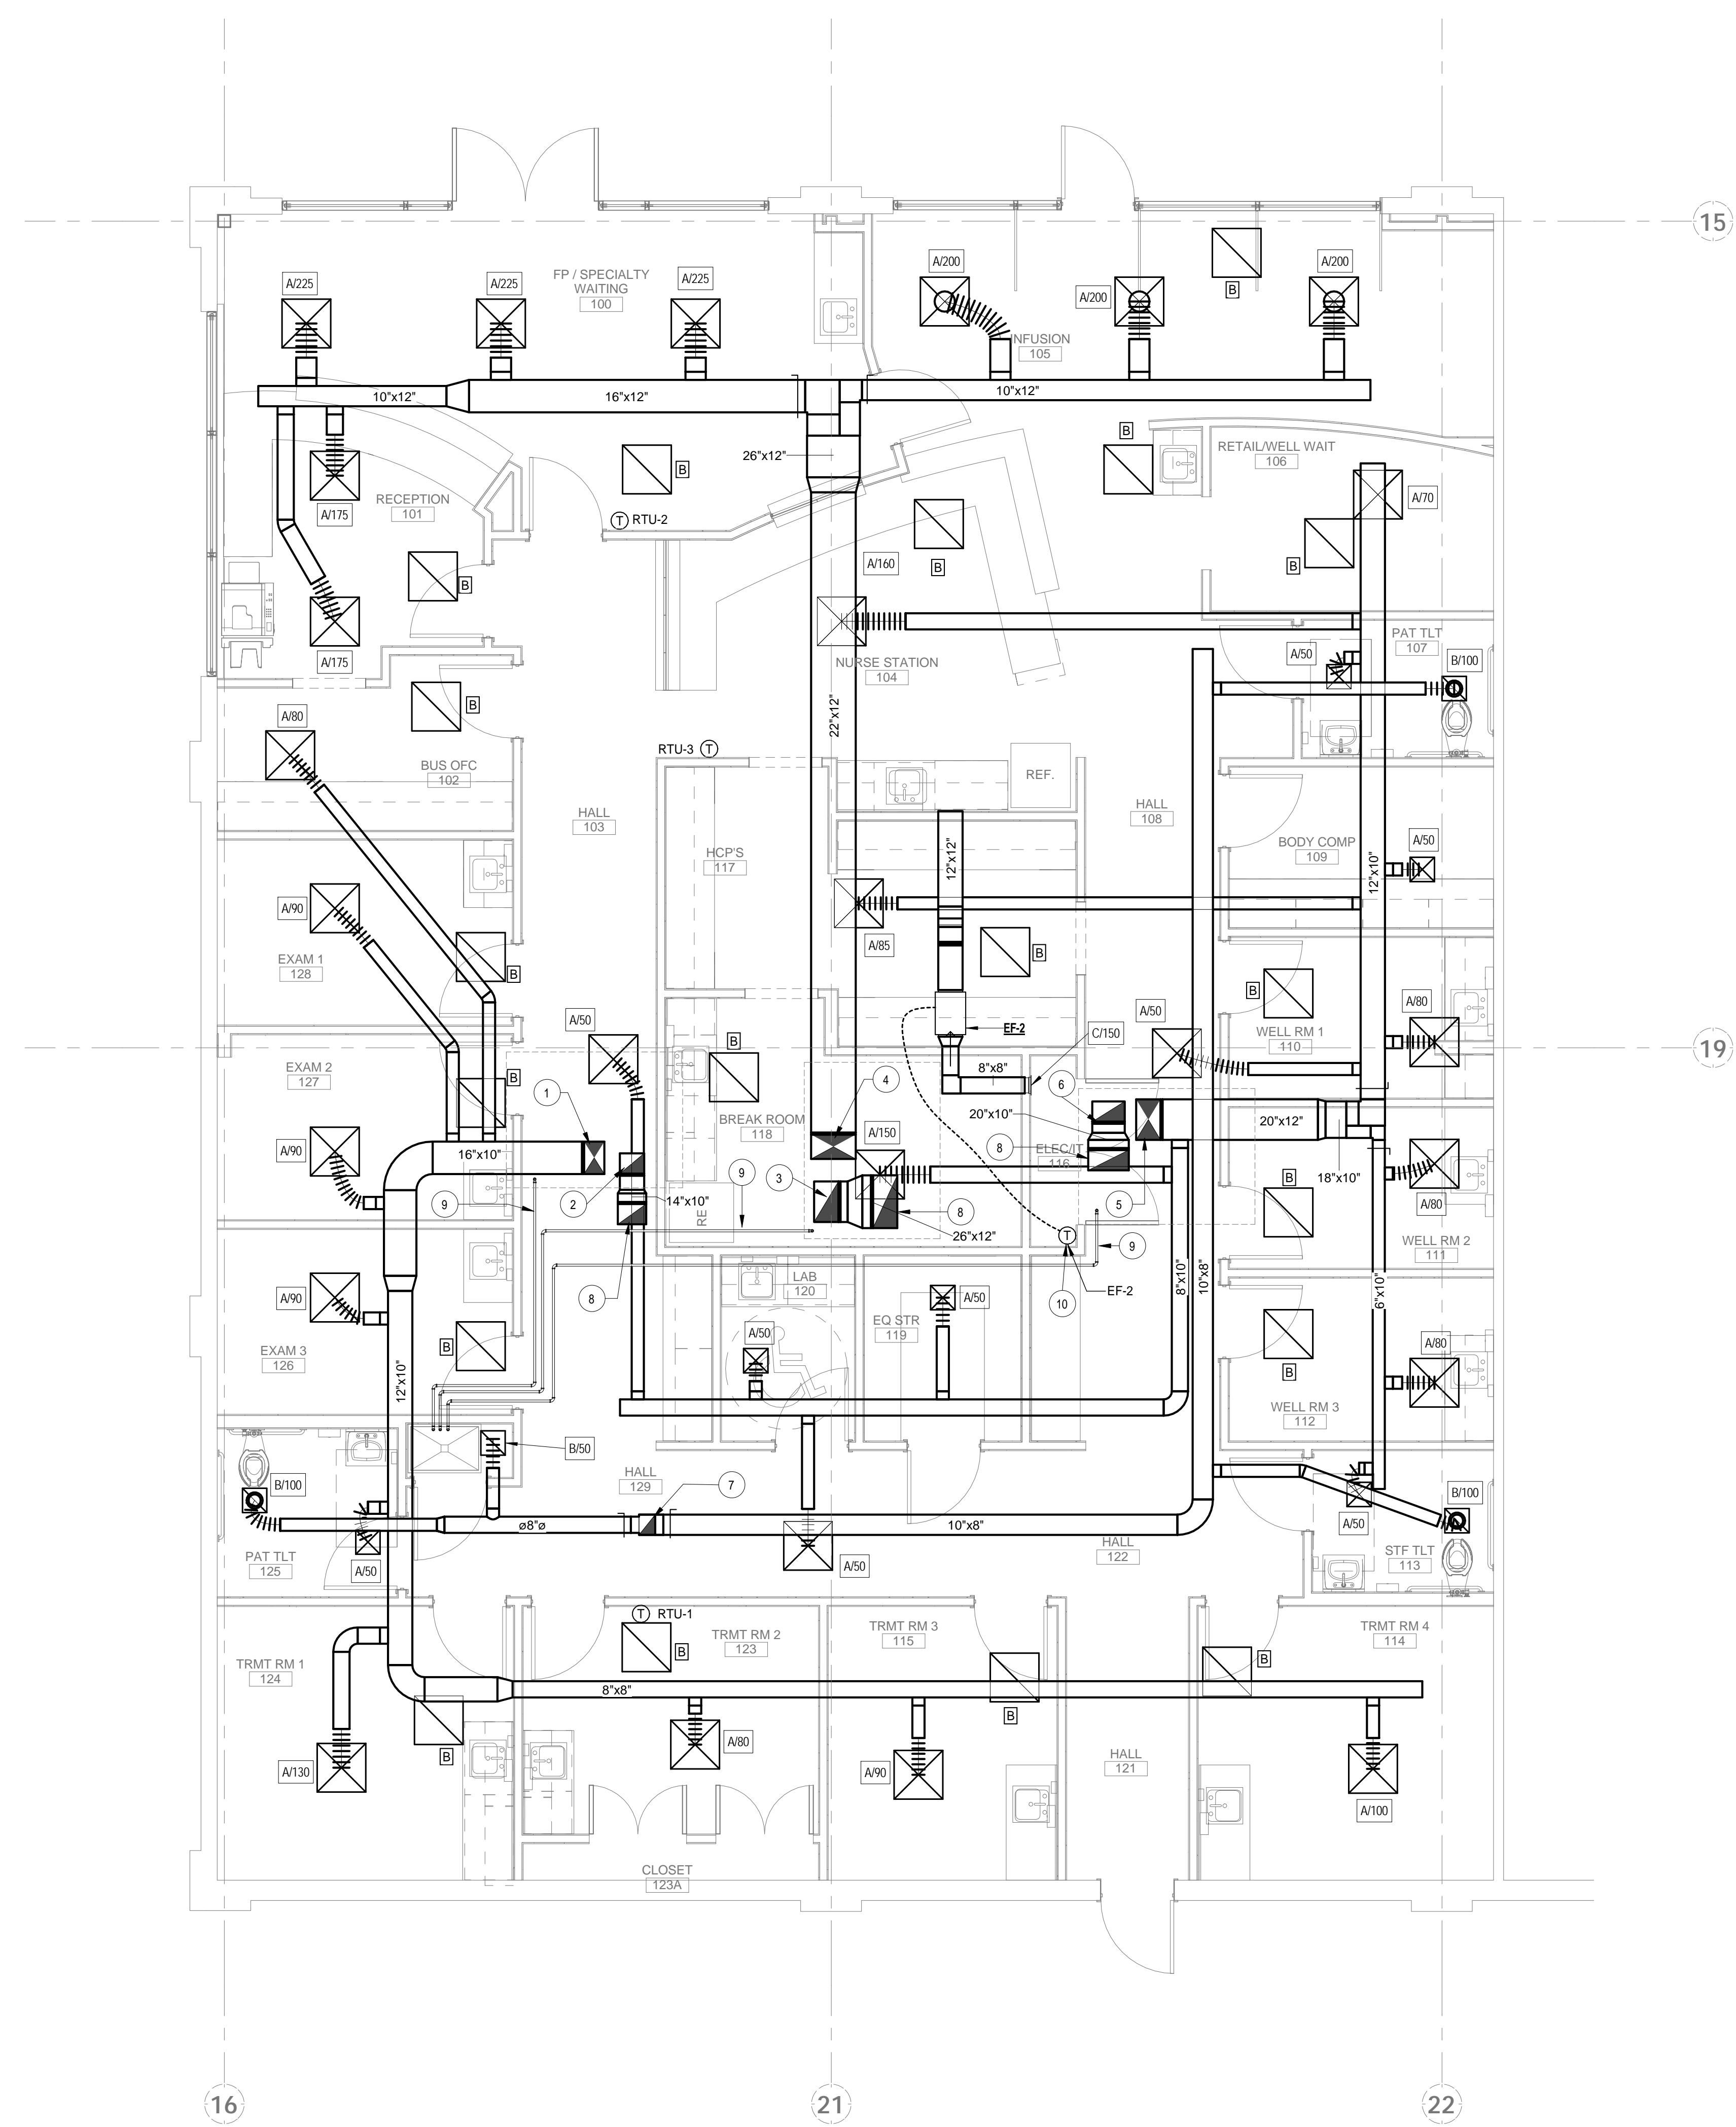 15
A/225
A/225
A/225
FP / SPECIALTY
WAITING
100
A/200
A/200
A/200
B
INFUSION
105
10"x12"
16"x12"
10"x12"
26"x12"
B
B
RETAIL/WELL WAIT
106
RECEPTION
101
A/175
A/70
T RTU-2
B
B
B
A/160
B
A/175
PAT TLT
107
A/50
B/100
NURSE STATION
104
B
A/80
22"x12"
RTU-3 T
BUS OFC
102
REF.
HALL
103
HALL
108
HCP'S
117
12"x12"
BODY COMP
109
A/50
12"x10"
A/90
A/85
B
EXAM 1
128
B
B
A/80
A/50
A/50
EF-2
C/150
WELL RM 1
110
B
19
EXAM 2
127
B
1
4
8"x8"
6
BREAK ROOM
118
20"x10"
20"x12"
A/90
A/150
8
ELEC/IT
116
16"x10"
9
18"x10"
B
9
2
14"x10"
3
8
5
A/80
RE
26"x12"
T
9
WELL RM 2
111
LAB
120
8
10
EF-2
8"x10"
10"x8"
6"x10"
A/90
A/50
EQ STR
119
A/50
B
A/80
B
EXAM 3
126
12"x10"
WELL RM 3
112
B/50
HALL
129
7
B/100
B/100
ø8"ø
10"x8"
A/50
HALL
122
PAT TLT
125
A/50
A/50
STF TLT
113
T RTU-1
TRMT RM 2
123
B
TRMT RM 3
115
TRMT RM 4
114
B
TRMT RM 1
124
8"x8"
B
B
A/80
HALL
121
A/130
A/90
A/100
CLOSET
123A
16
21
22